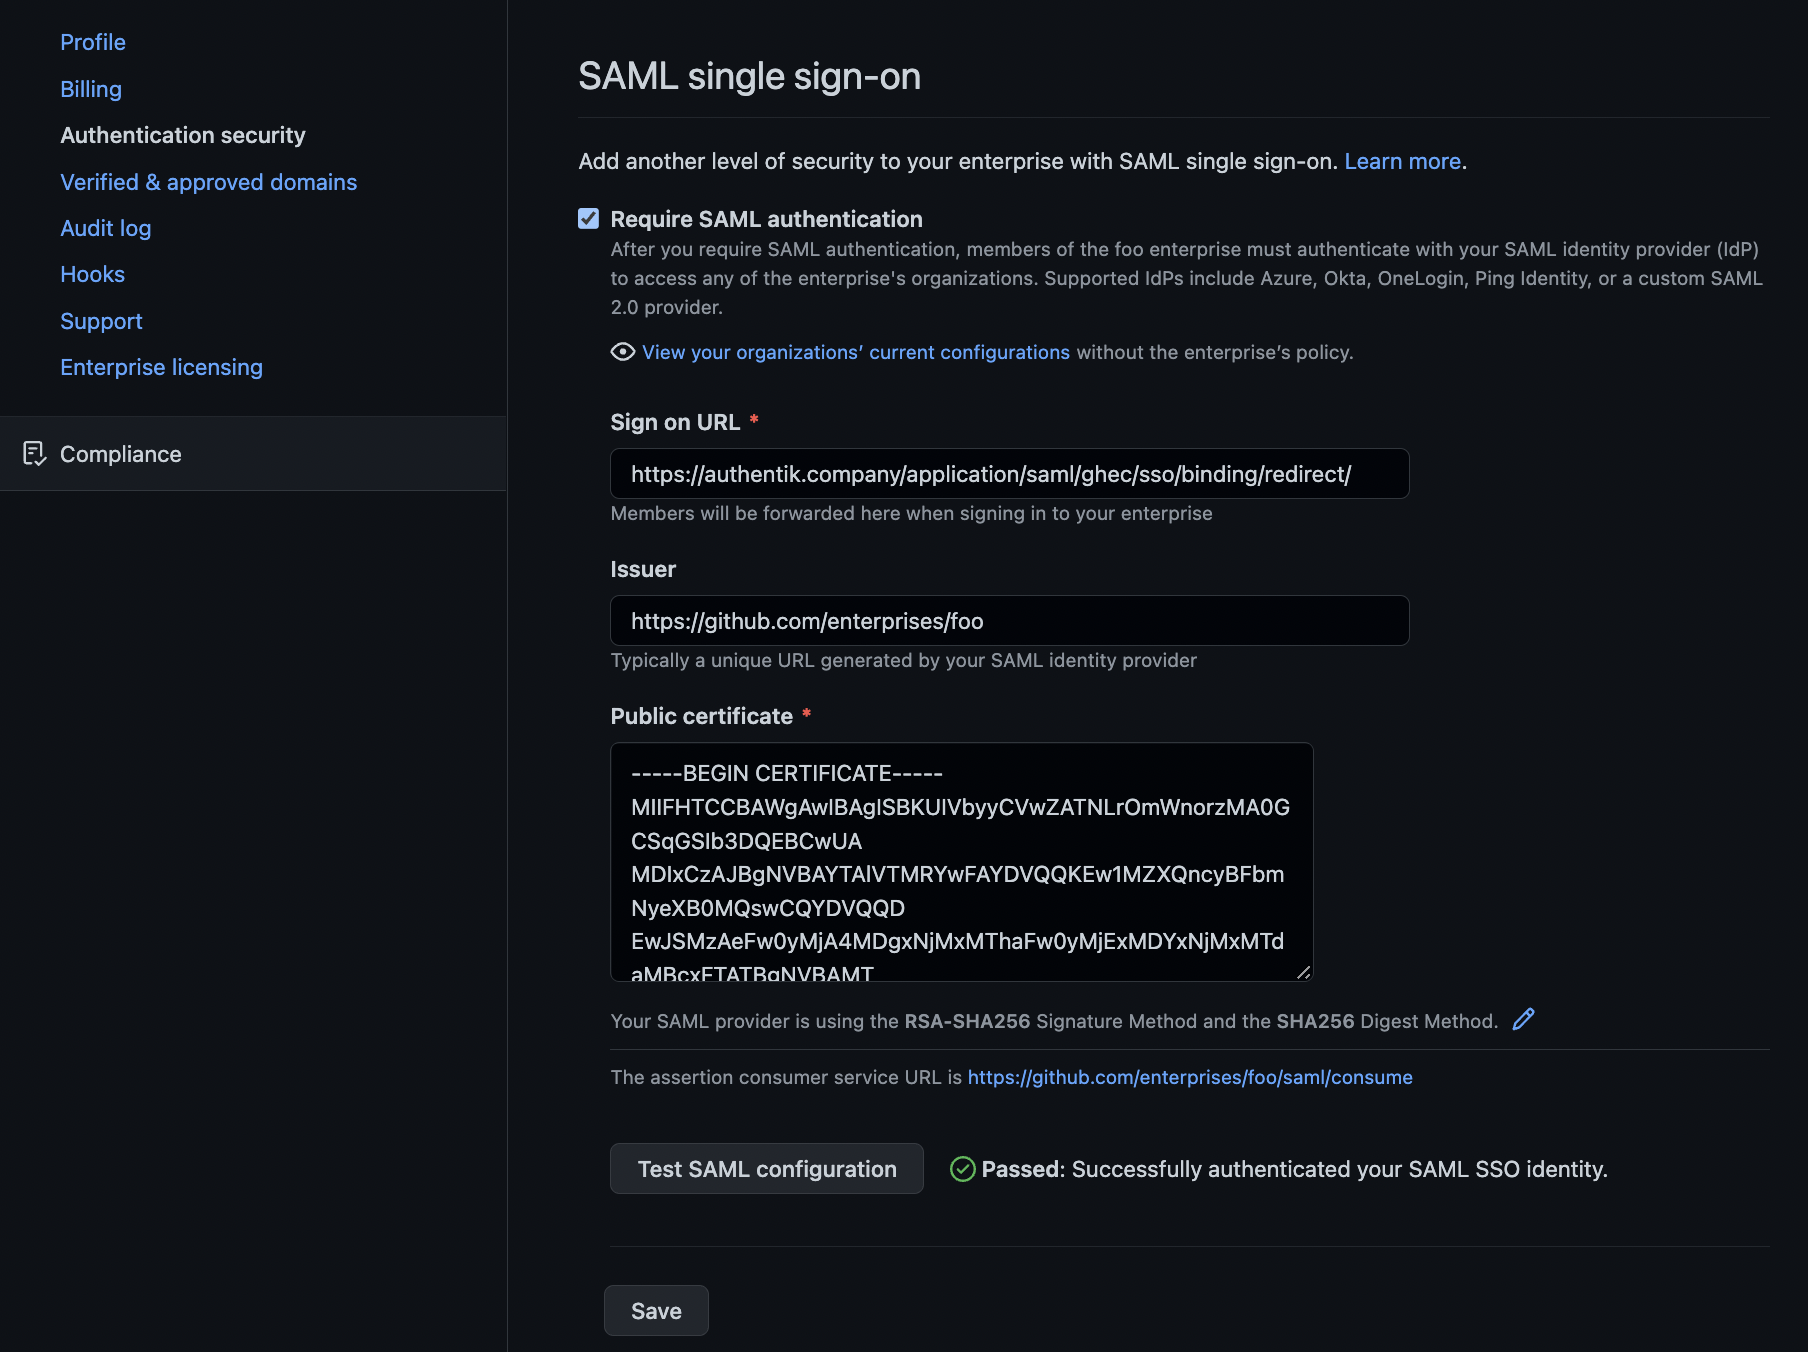 Profile
Billing
Authentication security
Verified & approved domains
Audit log
Hooks
Support
Enterprise licensing
Compliance
SAML single sign-on
Add another level of security to your enterprise with SAML single sign-on. Learn more.
Require SAML authentication
After you require SAML authentication, members of the foo enterprise must authenticate with your SAML identity provider (IdP)
to access any of the enterprise's organizations. Supported IdPs include Azure, Okta, OneLogin, Ping Identity, or a custom SAML
2.0 provider.
View your organizations’ current configurations without the enterprise’s policy.
Sign on URL *
https://authentik.company/application/saml/ghec/sso/binding/redirect/
Members will be forwarded here when signing in to your enterprise
Issuer
https://github.com/enterprises/foo
Typically a unique URL generated by your SAML identity provider
Public certificate *
-----BEGIN CERTIFICATE-----
MIIFHTCCBAWgAwIBAgISBKUIVbyyCVwZATNLrOmWnorzMA0G
CSqGSIb3DQEBCwUA
MDIxCzAJBgNVBAYTAlVTMRYwFAYDVQQKEw1MZXQncyBFbm
NyeXB0MQswCQYDVQQD
EwJSMzAeFw0yMjA4MDgxNjMxMThaFw0yMjExMDYxNjMxMTd
aMBcxFTATBgNVBAMT
Your SAML provider is using the RSA-SHA256 Signature Method and the SHA256 Digest Method.
The assertion consumer service URL is https://github.com/enterprises/foo/saml/consume
Test SAML configuration
Passed: Successfully authenticated your SAML SSO identity.
Save